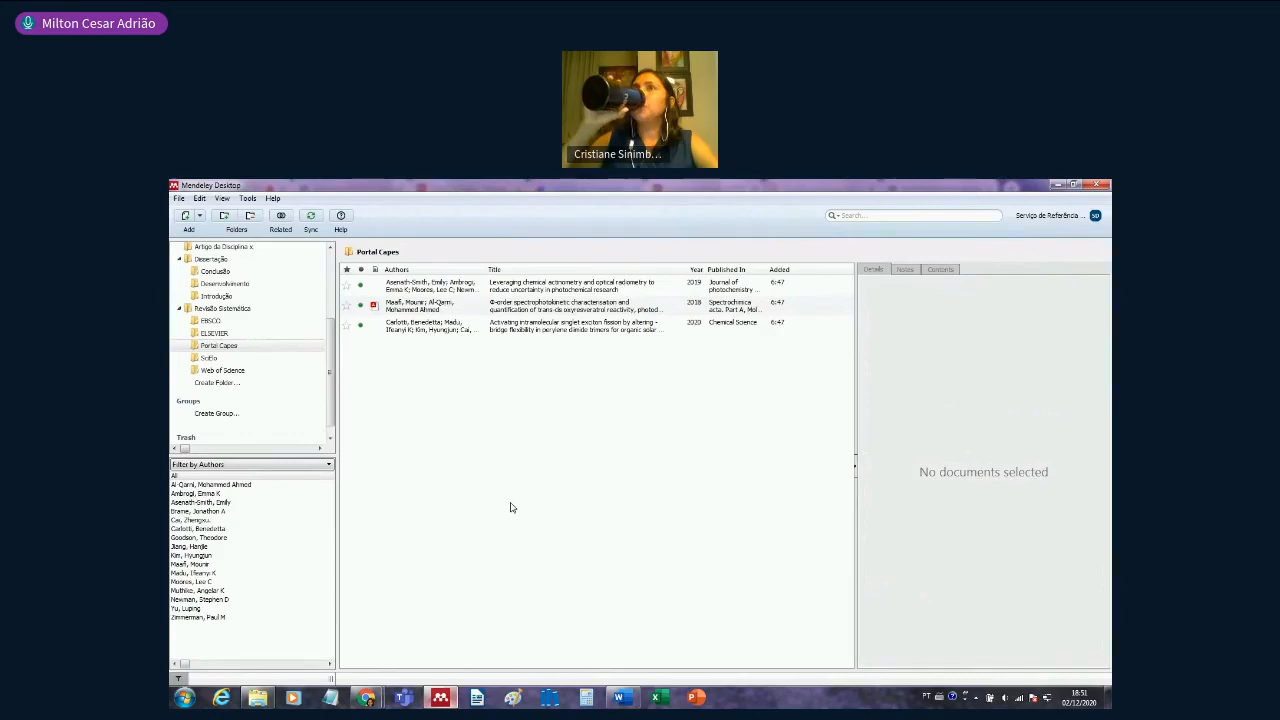 Milton Cesar Adrião
Cristiane Sinimb...
Mendeley Desktop
File Edit View Tools Help
Search...
Serviço de Referência ... SD
Add Folders Related Sync Help
Artigo da Disciplina x
Dissertação
Conclusão
Desenvolvimento
Introdução
Revisão Sistemática
EBSCO
ELSEVIER
Portal Capes
SciElo
Web of Science
Create Folder...
Groups
Create Group...
Trash
Filter by Authors
All
Al-Qarni, Mohammed Ahmed
Ambrogi, Emma K
Asenath-Smith, Emily
Brame, Jonathon A
Cai, Zhengxu
Carlotti, Benedetta
Goodson, Theodore
Jiang, Hanjie
Kim, Hyungjun
Maafi, Mounir
Madu, Ifeanyi K
Moores, Lee C
Muthike, Angelar K
Newman, Stephen D
Yu, Luping
Zimmerman, Paul M
Portal Capes
Authors Title Year Published In Added
Asenath-Smith, Emily; Ambrogi, Leveraging chemical actinometry and optical radiometry to 2019 Journal of 6:47
Emma K; Moores, Lee C; Newm... reduce uncertainty in photochemical research photochemistry ...
Maafi, Mounir; Al-Qarni, Φ-order spectrophotokinetic characterisation and 2018 Spectrochimica 6:47
Mohammed Ahmed quantification of trans-cis oxyresveratrol reactivity, photod... acta. Part A, Mol...
Carlotti, Benedetta; Madu, Activating intramolecular singlet exciton fission by altering π- 2020 Chemical Science 6:47
Ifeanyi K; Kim, Hyungjun; Cai, ... bridge flexibility in perylene diimide trimers for organic solar ...
Details Notes Contents
No documents selected
PT
18:51
02/12/2020